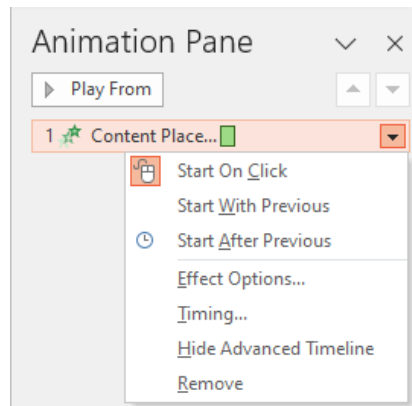 Animation Pane
Play From
1 Content Place...
Start On Click
Start With Previous
Start After Previous
Effect Options...
Timing...
Hide Advanced Timeline
Remove